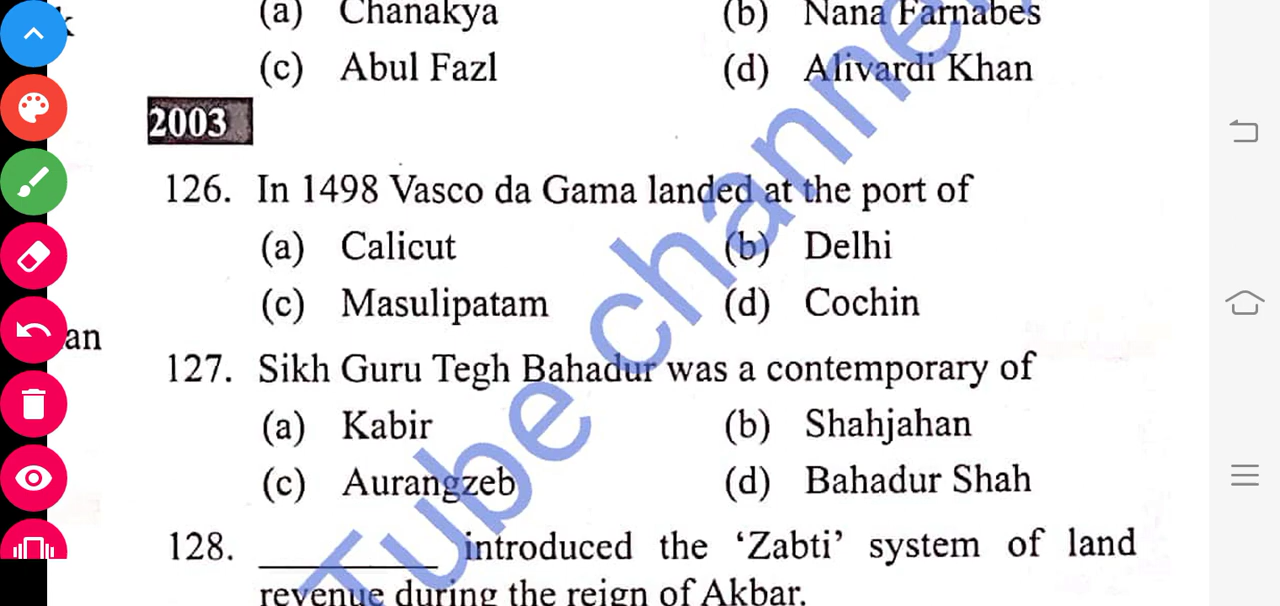 k
(a) Chanakya (b) Nana Farnabes
(c) Abul Fazl (d) Alivardi Khan
2003
126. In 1498 Vasco da Gama landed at the port of
(a) Calicut (b) Delhi
(c) Masulipatam (d) Cochin
an
127. Sikh Guru Tegh Bahadur was a contemporary of
(a) Kabir (b) Shahjahan
(c) Aurangzeb (d) Bahadur Shah
128. __________ introduced the ‘Zabti’ system of land
revenue during the reign of Akbar.
Tube channel